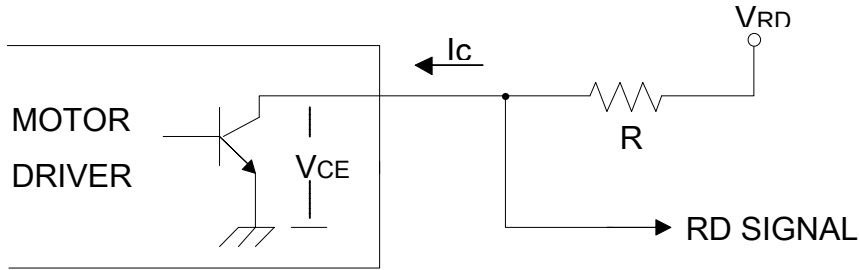 VRD
Ic
MOTOR
DRIVER
VCE
R
RD SIGNAL